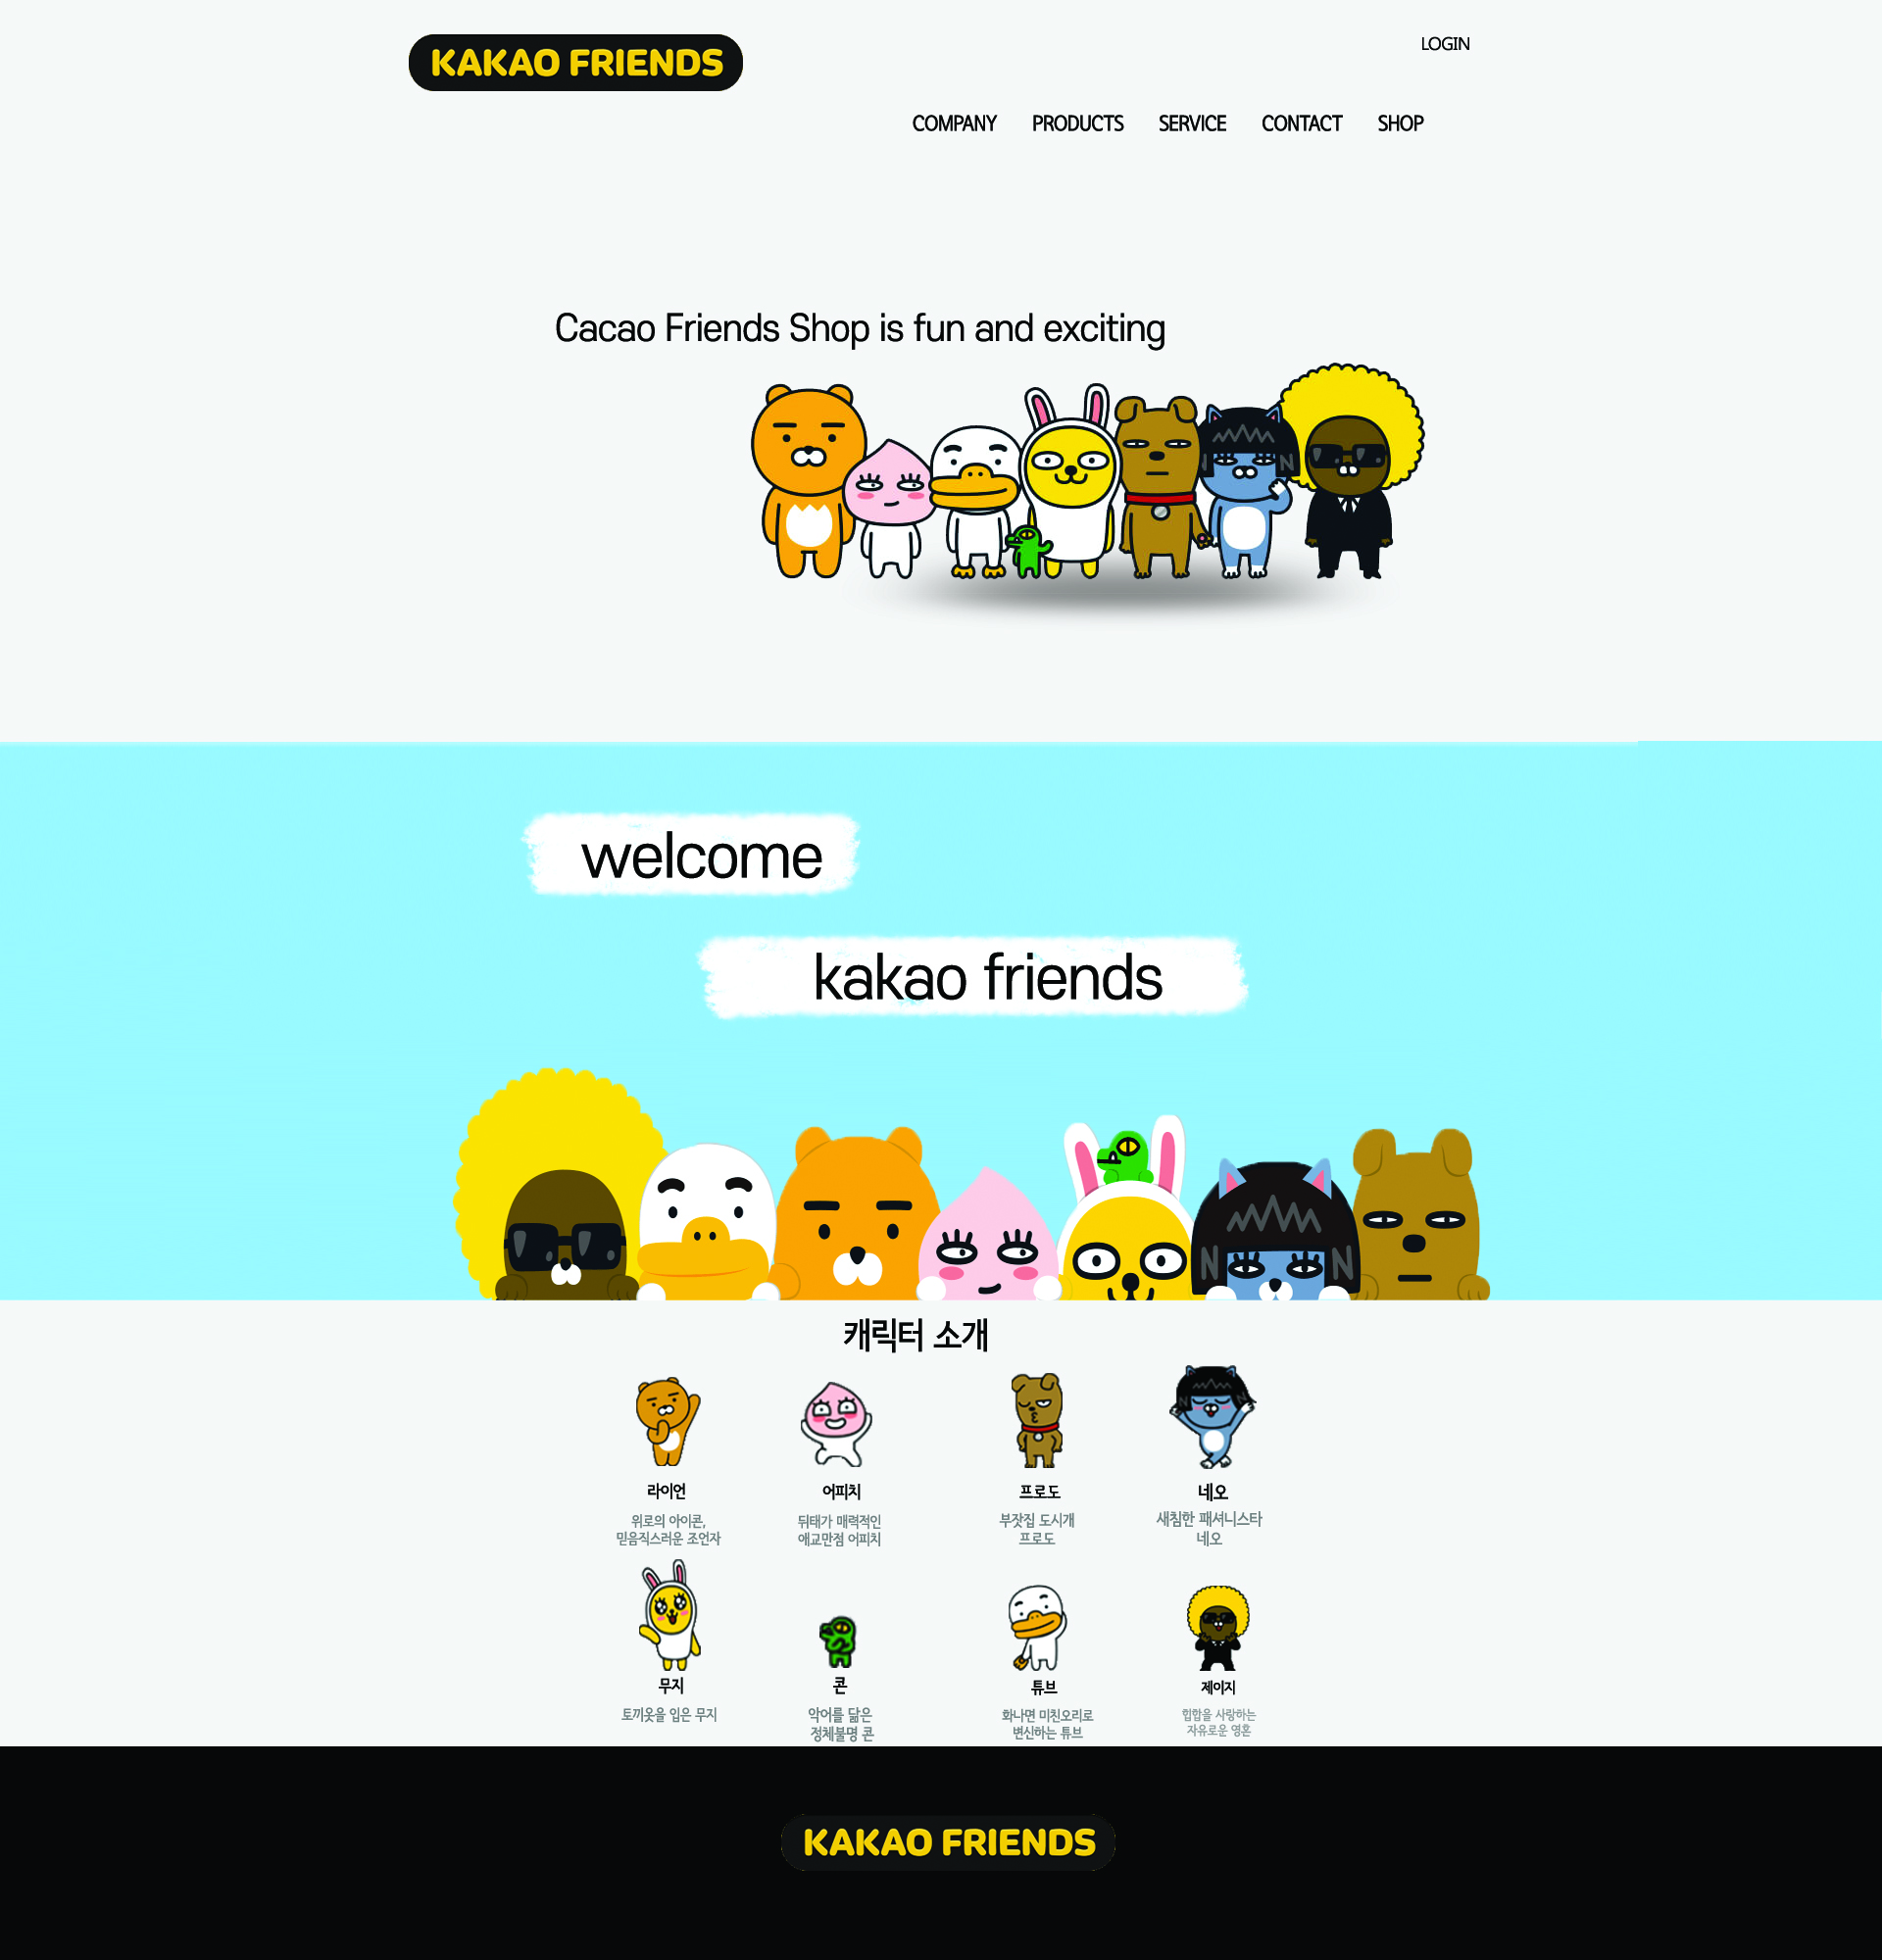 KAKAO FRIENDS
LOGIN
COMPANY PRODUCTS SERVICE CONTACT SHOP
Cacao Friends Shop is fun and exciting
welcome
kakao friends
캐릭터 소개
라이언
위로의 아이콘,
믿음직스러운 조언자
어피치
뒤태가 매력적인
애교만점 어피치
프로도
부잣집 도시개
프로도
네오
새침한 패셔니스타
네오
무지
토끼옷을 입은 무지
콘
악어를 닮은
정체불명 콘
튜브
화나면 미친오리로
변신하는 튜브
제이지
힙합을 사랑하는
자유로운 영혼
KAKAO FRIENDS